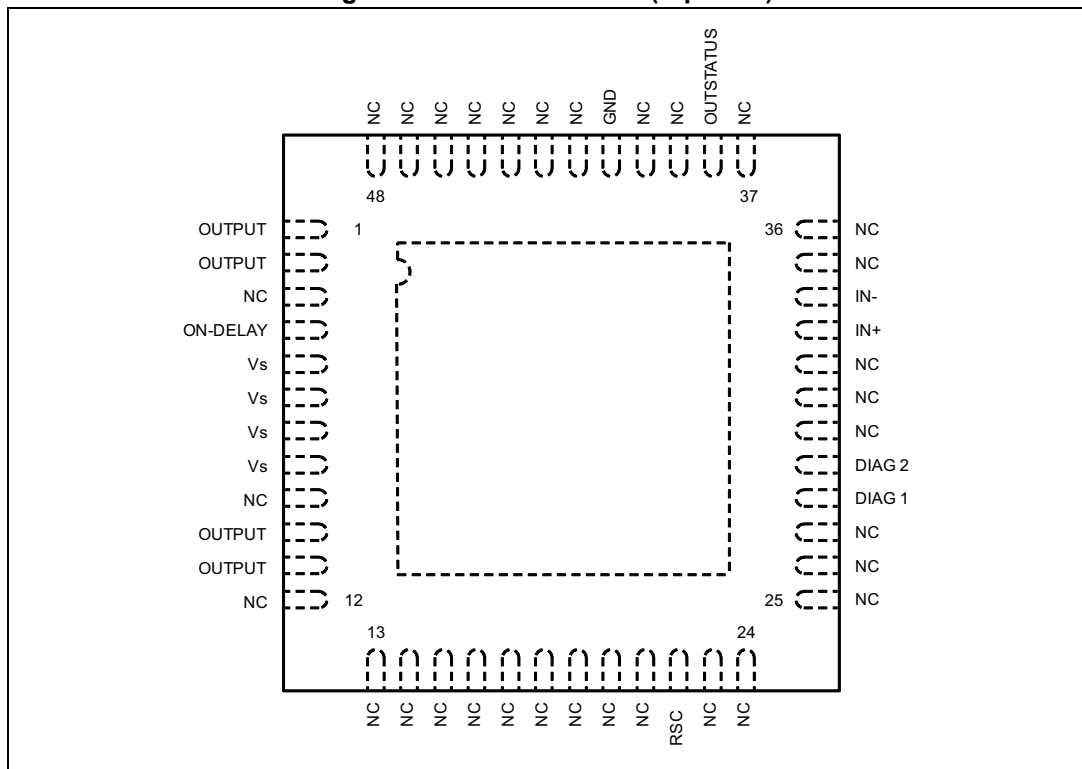 NC NC NC NC NC NC NC GND NC NC OUTSTATUS NC
48 37
OUTPUT 1 36 NC
OUTPUT NC
NC IN-
ON-DELAY IN+
Vs NC
Vs NC
Vs NC
Vs DIAG 2
NC DIAG 1
OUTPUT NC
OUTPUT NC
NC 12 25 NC
13 24
NC NC NC NC NC NC NC NC NC RSC NC NC